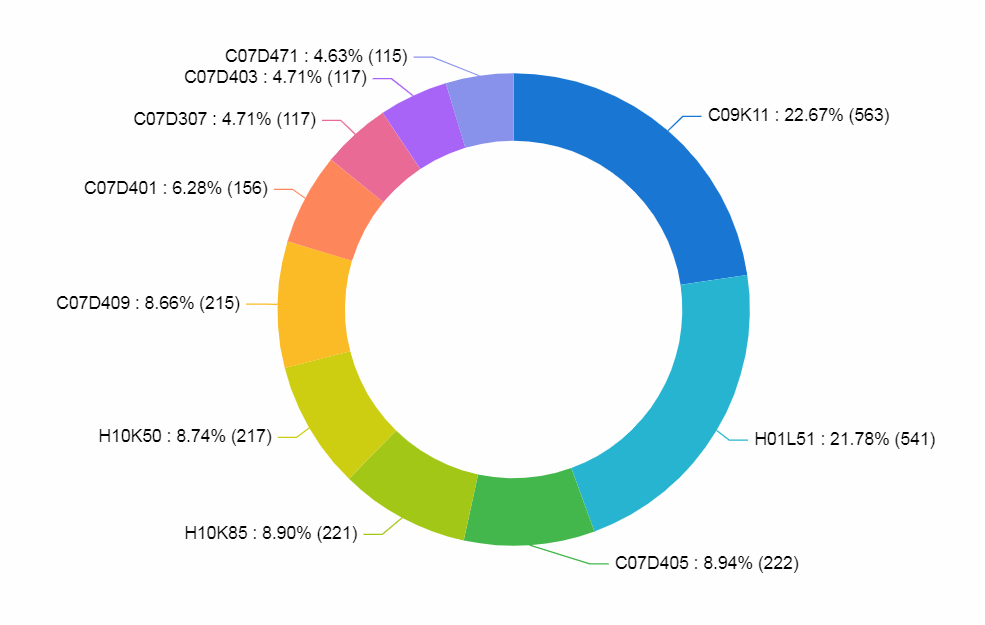 C07D471 : 4.63% (115)
C07D403 : 4.71% (117)
C09K11 : 22.67% (563)
C07D307 : 4.71% (117)
C07D401 : 6.28% (156)
C07D409 : 8.66% (215)
H10K50 : 8.74% (217)
H01L51 : 21.78% (541)
H10K85 : 8.90% (221)
C07D405 : 8.94% (222)